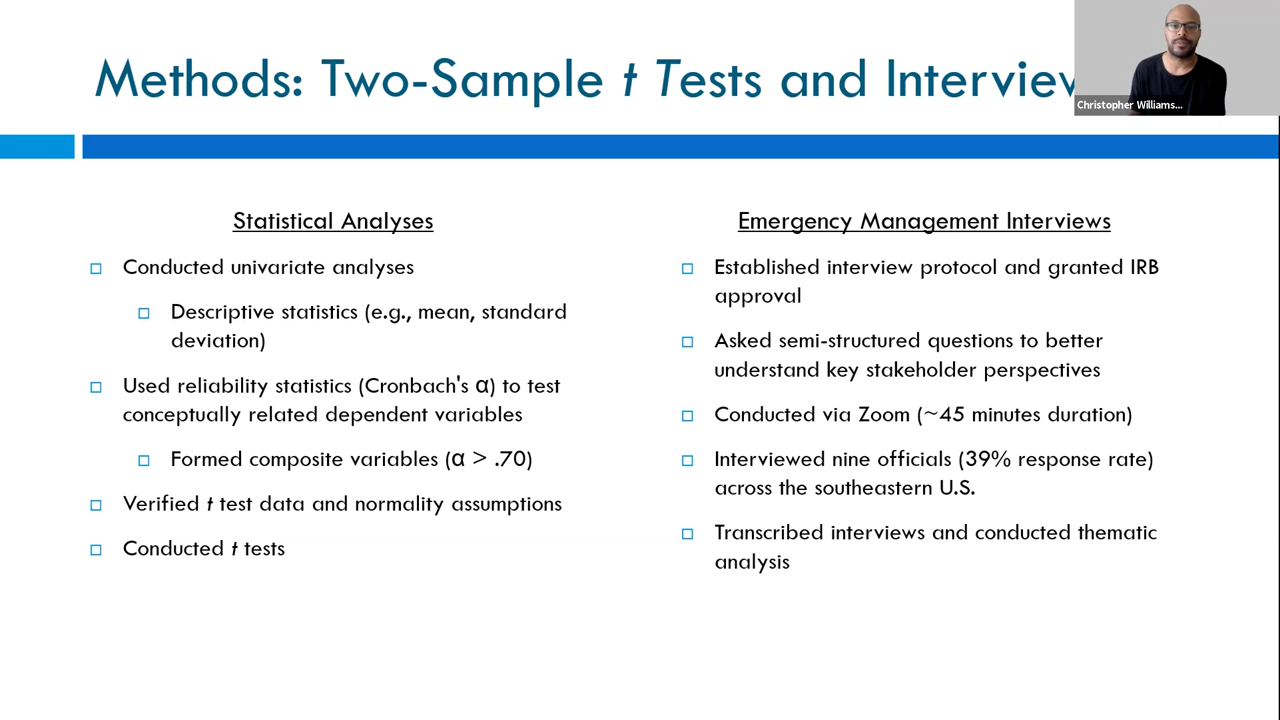 Methods: Two-Sample t Tests and Interview
Christopher Williams...
Statistical Analyses
Conducted univariate analyses
Descriptive statistics (e.g., mean, standard
deviation)
Used reliability statistics (Cronbach's α) to test
conceptually related dependent variables
Formed composite variables (α > .70)
Verified t test data and normality assumptions
Conducted t tests
Emergency Management Interviews
Established interview protocol and granted IRB
approval
Asked semi-structured questions to better
understand key stakeholder perspectives
Conducted via Zoom (~45 minutes duration)
Interviewed nine officials (39% response rate)
across the southeastern U.S.
Transcribed interviews and conducted thematic
analysis